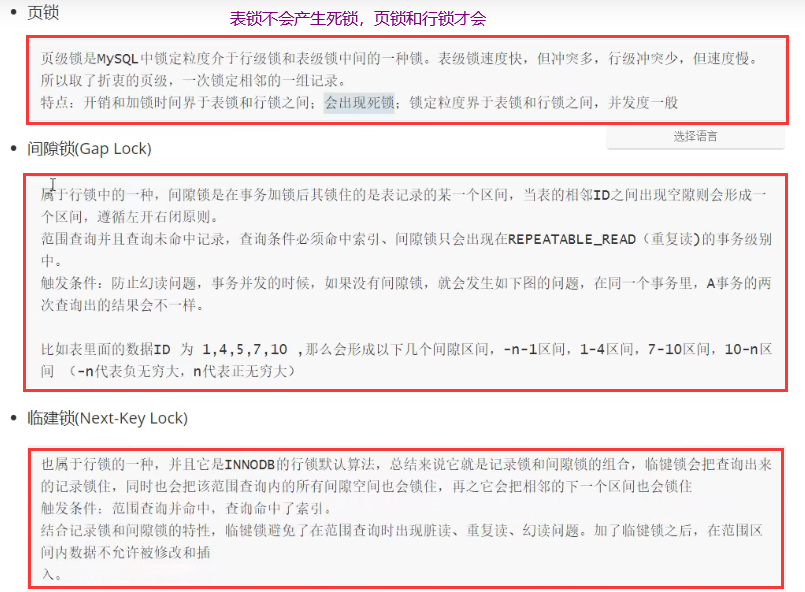 页锁
表锁不会产生死锁，页锁和行锁才会
页级锁是MySQL中锁定粒度介于行级锁和表级锁中间的一种锁。表级锁速度快，但冲突多，行级冲突少，但速度慢。
所以取了折衷的页级，一次锁定相邻的一组记录。
特点：开销和加锁时间界于表锁和行锁之间；会出现死锁；锁定粒度界于表锁和行锁之间，并发度一般
选择语言
间隙锁(Gap Lock)
属于行锁中的一种，间隙锁是在事务加锁后其锁住的是表记录的某一个区间，当表的相邻ID之间出现空隙则会形成一
个区间，遵循左开右闭原则。
范围查询并且查询未命中记录，查询条件必须命中索引、间隙锁只会出现在REPEATABLE_READ（重复读)的事务级别
中。
触发条件：防止幻读问题，事务并发的时候，如果没有间隙锁，就会发生如下图的问题，在同一个事务里，A事务的两
次查询出的结果会不一样。
比如表里面的数据ID 为 1,4,5,7,10 ,那么会形成以下几个间隙区间，-n-1区间，1-4区间，7-10区间，10-n区
间 （-n代表负无穷大，n代表正无穷大）
临建锁(Next-Key Lock)
也属于行锁的一种，并且它是INNODB的行锁默认算法，总结来说它就是记录锁和间隙锁的组合，临键锁会把查询出来
的记录锁住，同时也会把该范围查询内的所有间隙空间也会锁住，再之它会把相邻的下一个区间也会锁住
触发条件：范围查询并命中，查询命中了索引。
结合记录锁和间隙锁的特性，临键锁避免了在范围查询时出现脏读、重复读、幻读问题。加了临键锁之后，在范围区
间内数据不允许被修改和插
入。